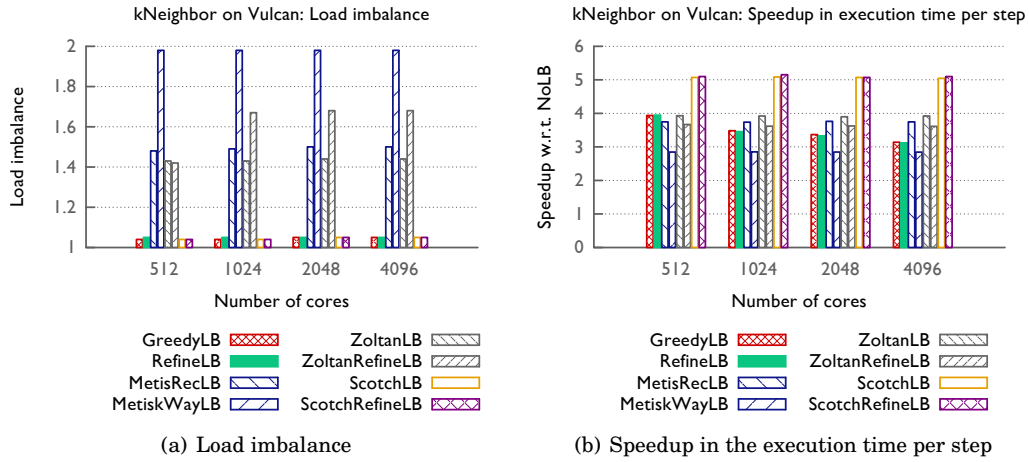 kNeighbor on Vulcan: Load imbalance
2
1.8
1.6
1.4
1.2
1
Load imbalance
512 1024 2048 4096
Number of cores
GreedyLB ZoltanLB
RefineLB ZoltanRefineLB
MetisRecLB ScotchLB
MetiskWayLB ScotchRefineLB
(a) Load imbalance
kNeighbor on Vulcan: Speedup in execution time per step
6
5
4
3
2
1
0
Speedup w.r.t. NoLB
512 1024 2048 4096
Number of cores
GreedyLB ZoltanLB
RefineLB ZoltanRefineLB
MetisRecLB ScotchLB
MetiskWayLB ScotchRefineLB
(b) Speedup in the execution time per step